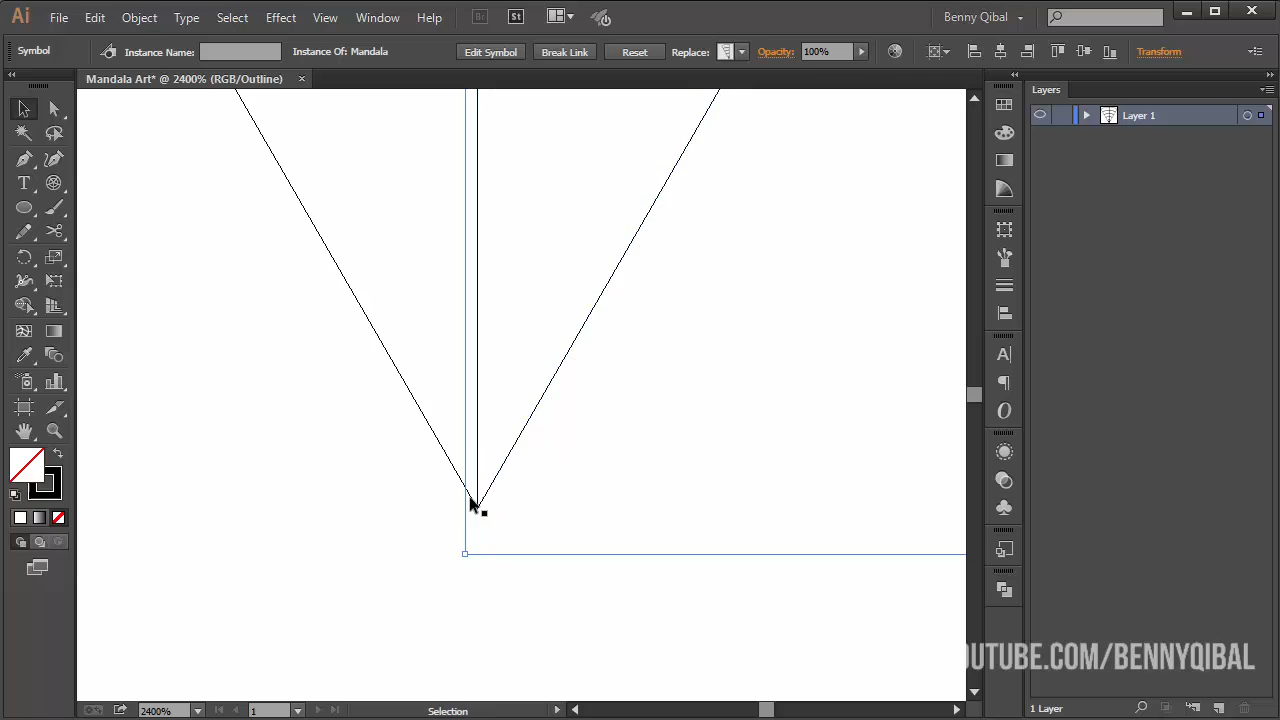 Ai File Edit Object Type Select Effect View Window Help Br St Benny Qibal
Symbol Instance Name: Instance Of: Mandala Edit Symbol Break Link Reset Replace: Opacity: 100% Transform
Mandala Art* @ 2400% (RGB/Outline) ×
Layers
Layer 1
2400% 1 Selection
1 Layer
OUTUBE.COM/BENNYQIBAL